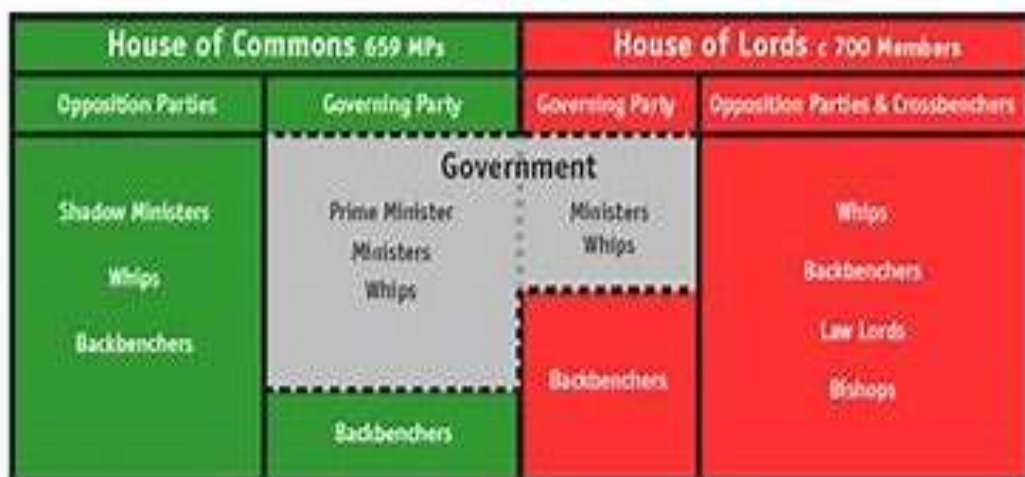 House of Commons 659 MPs
House of Lords c 700 Members
Opposition Parties
Governing Party
Governing Party
Opposition Parties & Crossbenchers
Government
Shadow Ministers
Whips
Backbenchers
Prime Minister
Ministers
Whips
Backbenchers
Ministers
Whips
Backbenchers
Whips
Backbenchers
Law Lords
Bishops